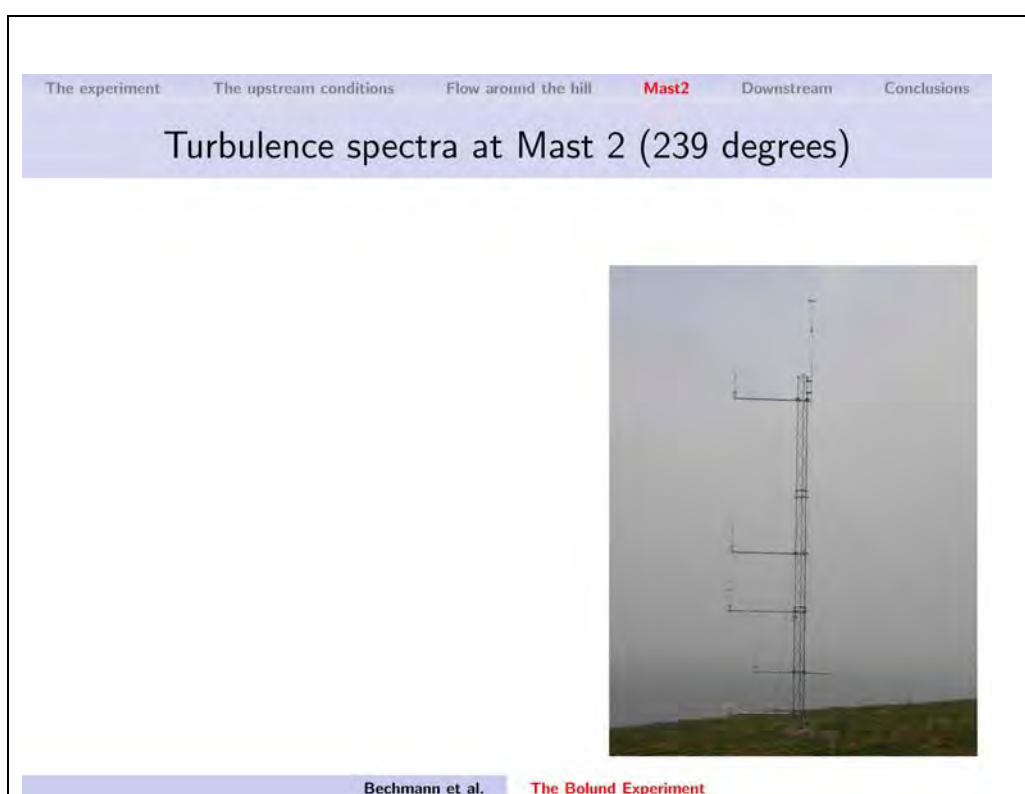 The experiment The upstream conditions Flow around the hill Mast2 Downstream Conclusions
Turbulence spectra at Mast 2 (239 degrees)
Bechmann et al. The Bolund Experiment